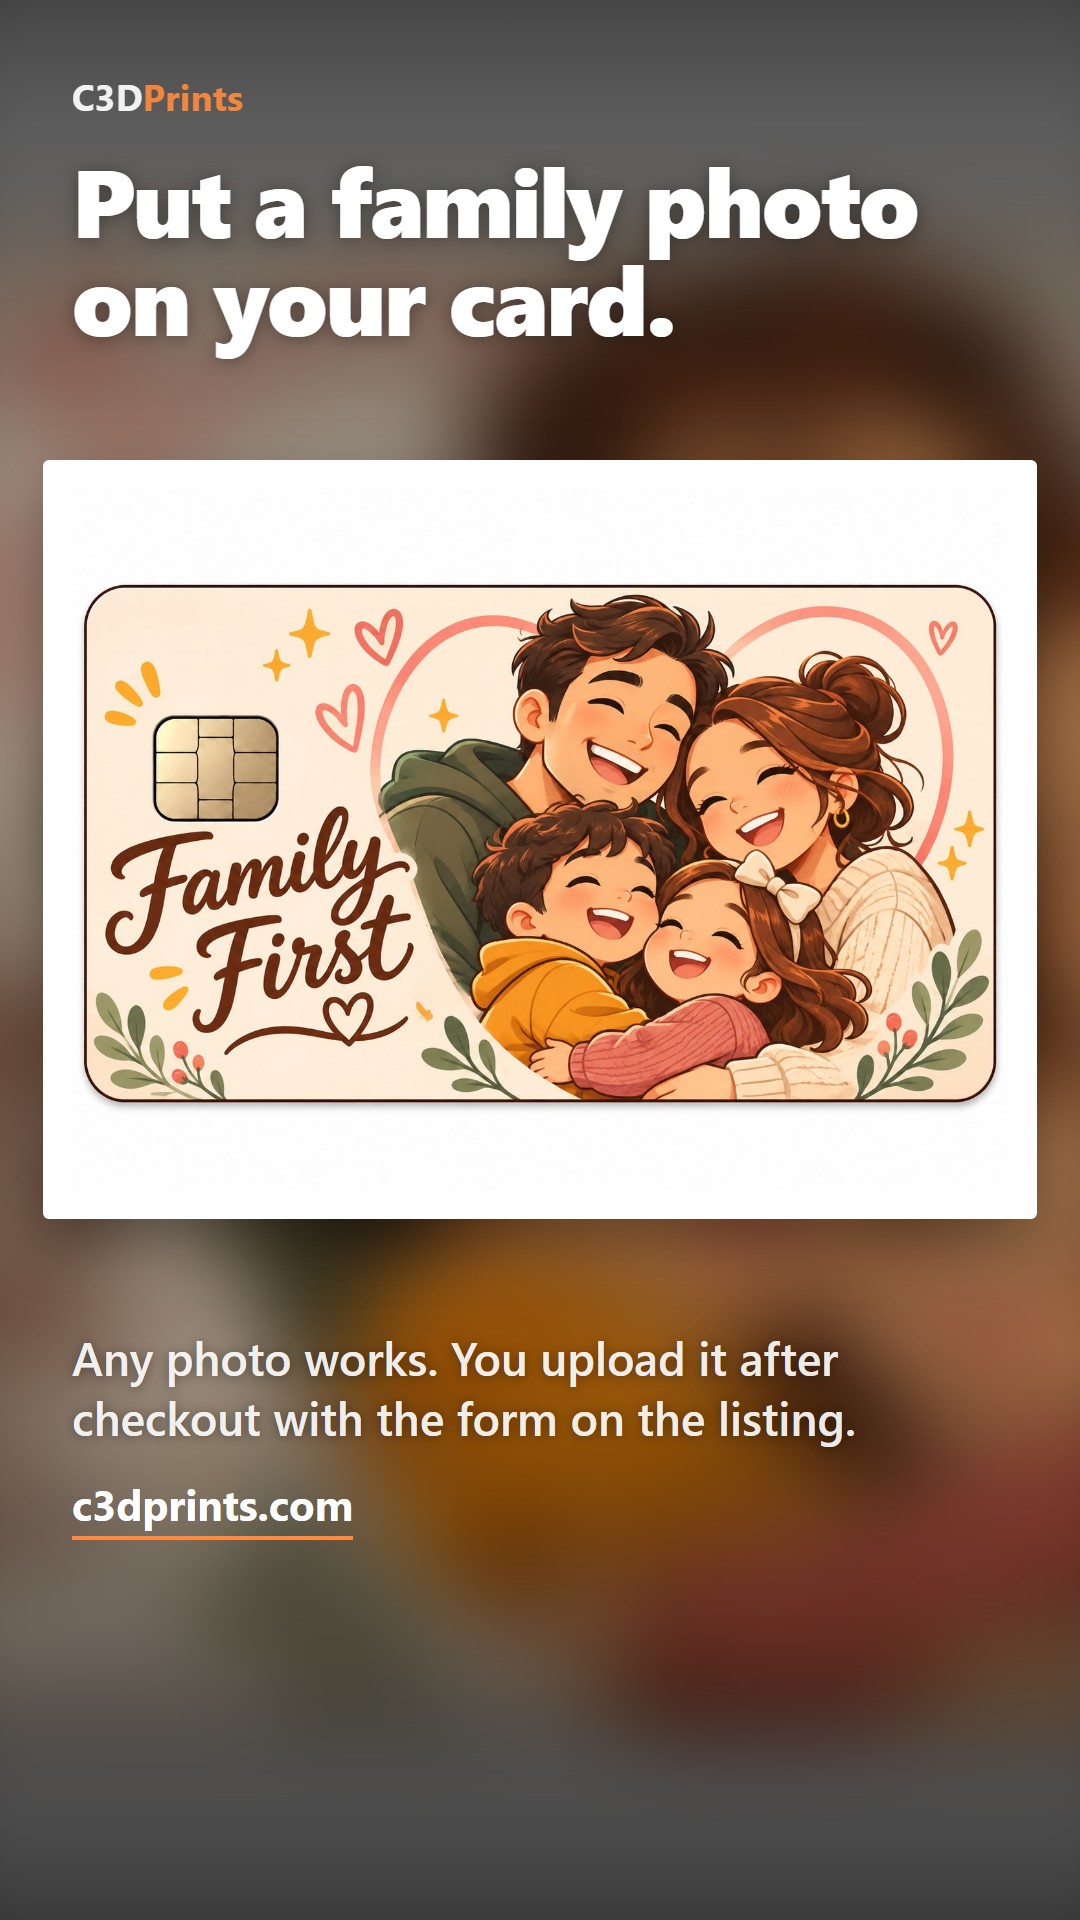 C3DPrints
Put a family photo
on your card.
Family
First
Any photo works. You upload it after
checkout with the form on the listing.
c3dprints.com